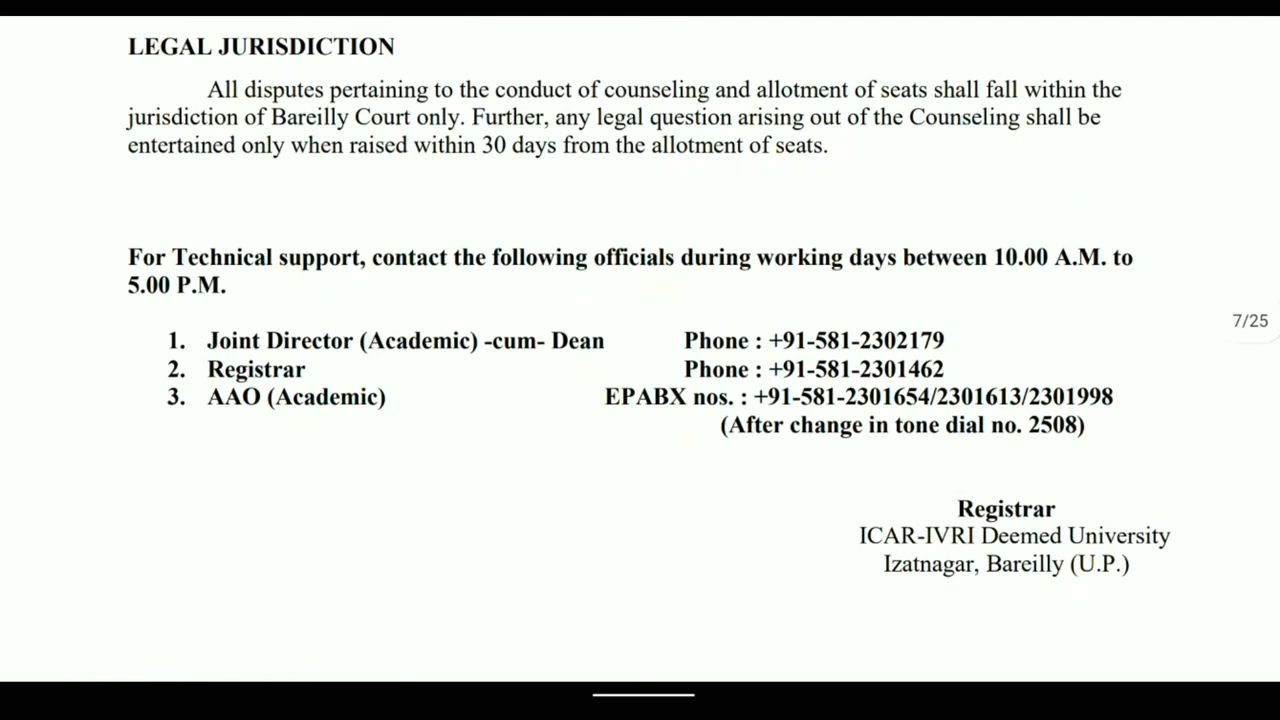 LEGAL JURISDICTION
All disputes pertaining to the conduct of counseling and allotment of seats shall fall within the
jurisdiction of Bareilly Court only. Further, any legal question arising out of the Counseling shall be
entertained only when raised within 30 days from the allotment of seats.
For Technical support, contact the following officials during working days between 10.00 A.M. to
5.00 P.M.
7/25
1. Joint Director (Academic) -cum- Dean Phone : +91-581-2302179
2. Registrar Phone : +91-581-2301462
3. AAO (Academic) EPABX nos. : +91-581-2301654/2301613/2301998
(After change in tone dial no. 2508)
Registrar
ICAR-IVRI Deemed University
Izatnagar, Bareilly (U.P.)